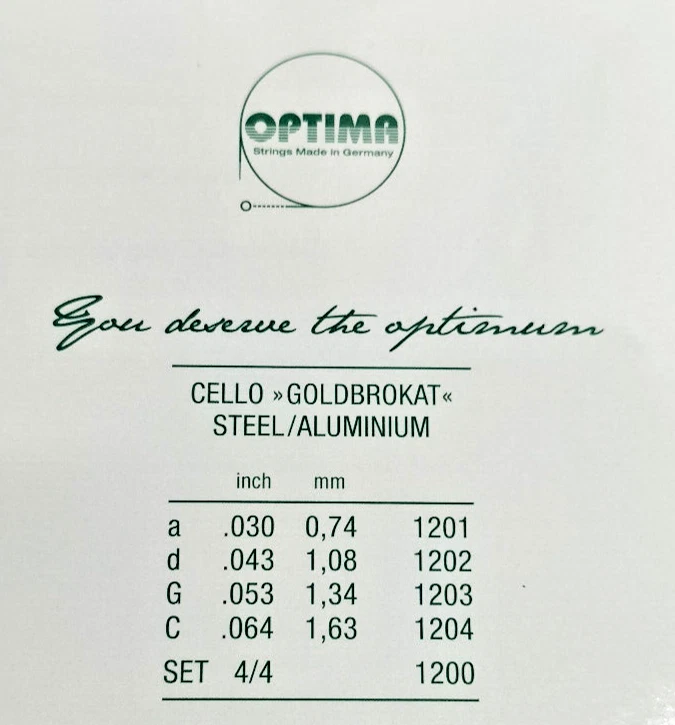 OPTIMA
Strings Made in Germany
You deserve the optimum
CELLO »GOLDBROKAT«
STEEL/ALUMINIUM
inch mm
a .030 0,74 1201
d .043 1,08 1202
G .053 1,34 1203
C .064 1,63 1204
SET 4/4 1200